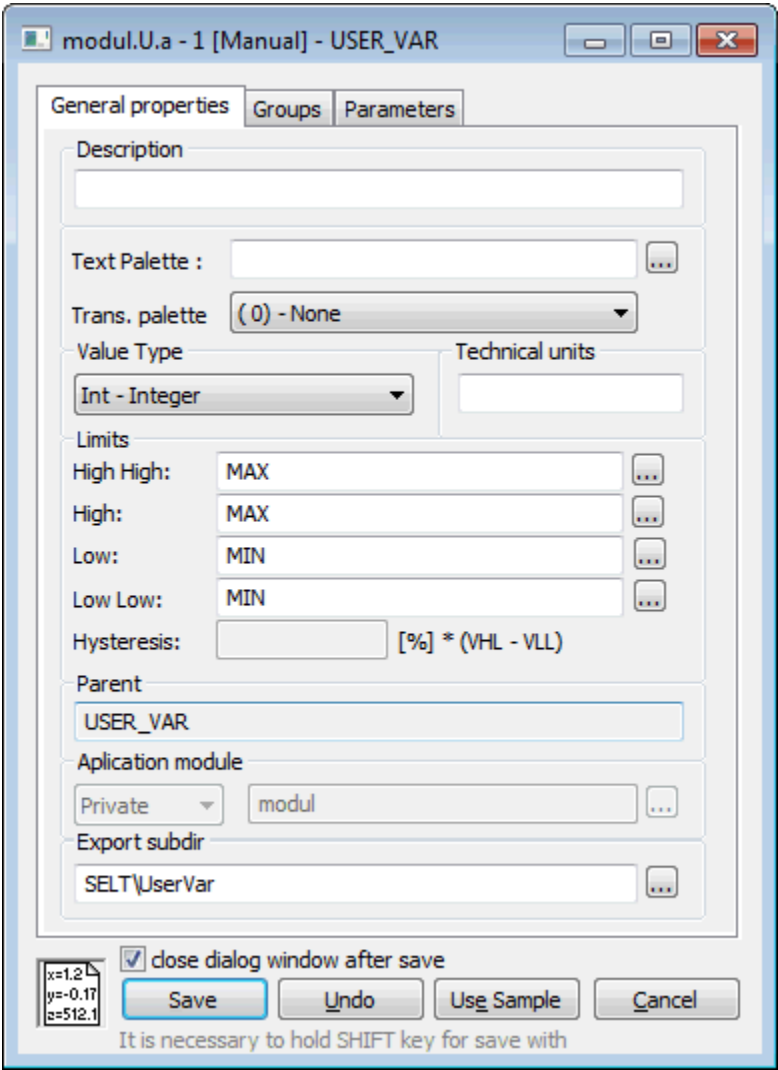 modul.U.a - 1 [Manual] - USER_VAR
General properties Groups Parameters
Description
Text Palette : ...
Trans. palette ( 0) - None
Value Type Technical units
Int - Integer
Limits
High High: MAX ...
High: MAX ...
Low: MIN ...
Low Low: MIN ...
Hysteresis: [%] * (VHL - VLL)
Parent
USER_VAR
Aplication module
Private modul ...
Export subdir
SELT\UserVar ...
close dialog window after save
x=1.2
y=-0.17
z=512.1
Save Undo Use Sample Cancel
It is necessary to hold SHIFT key for save with